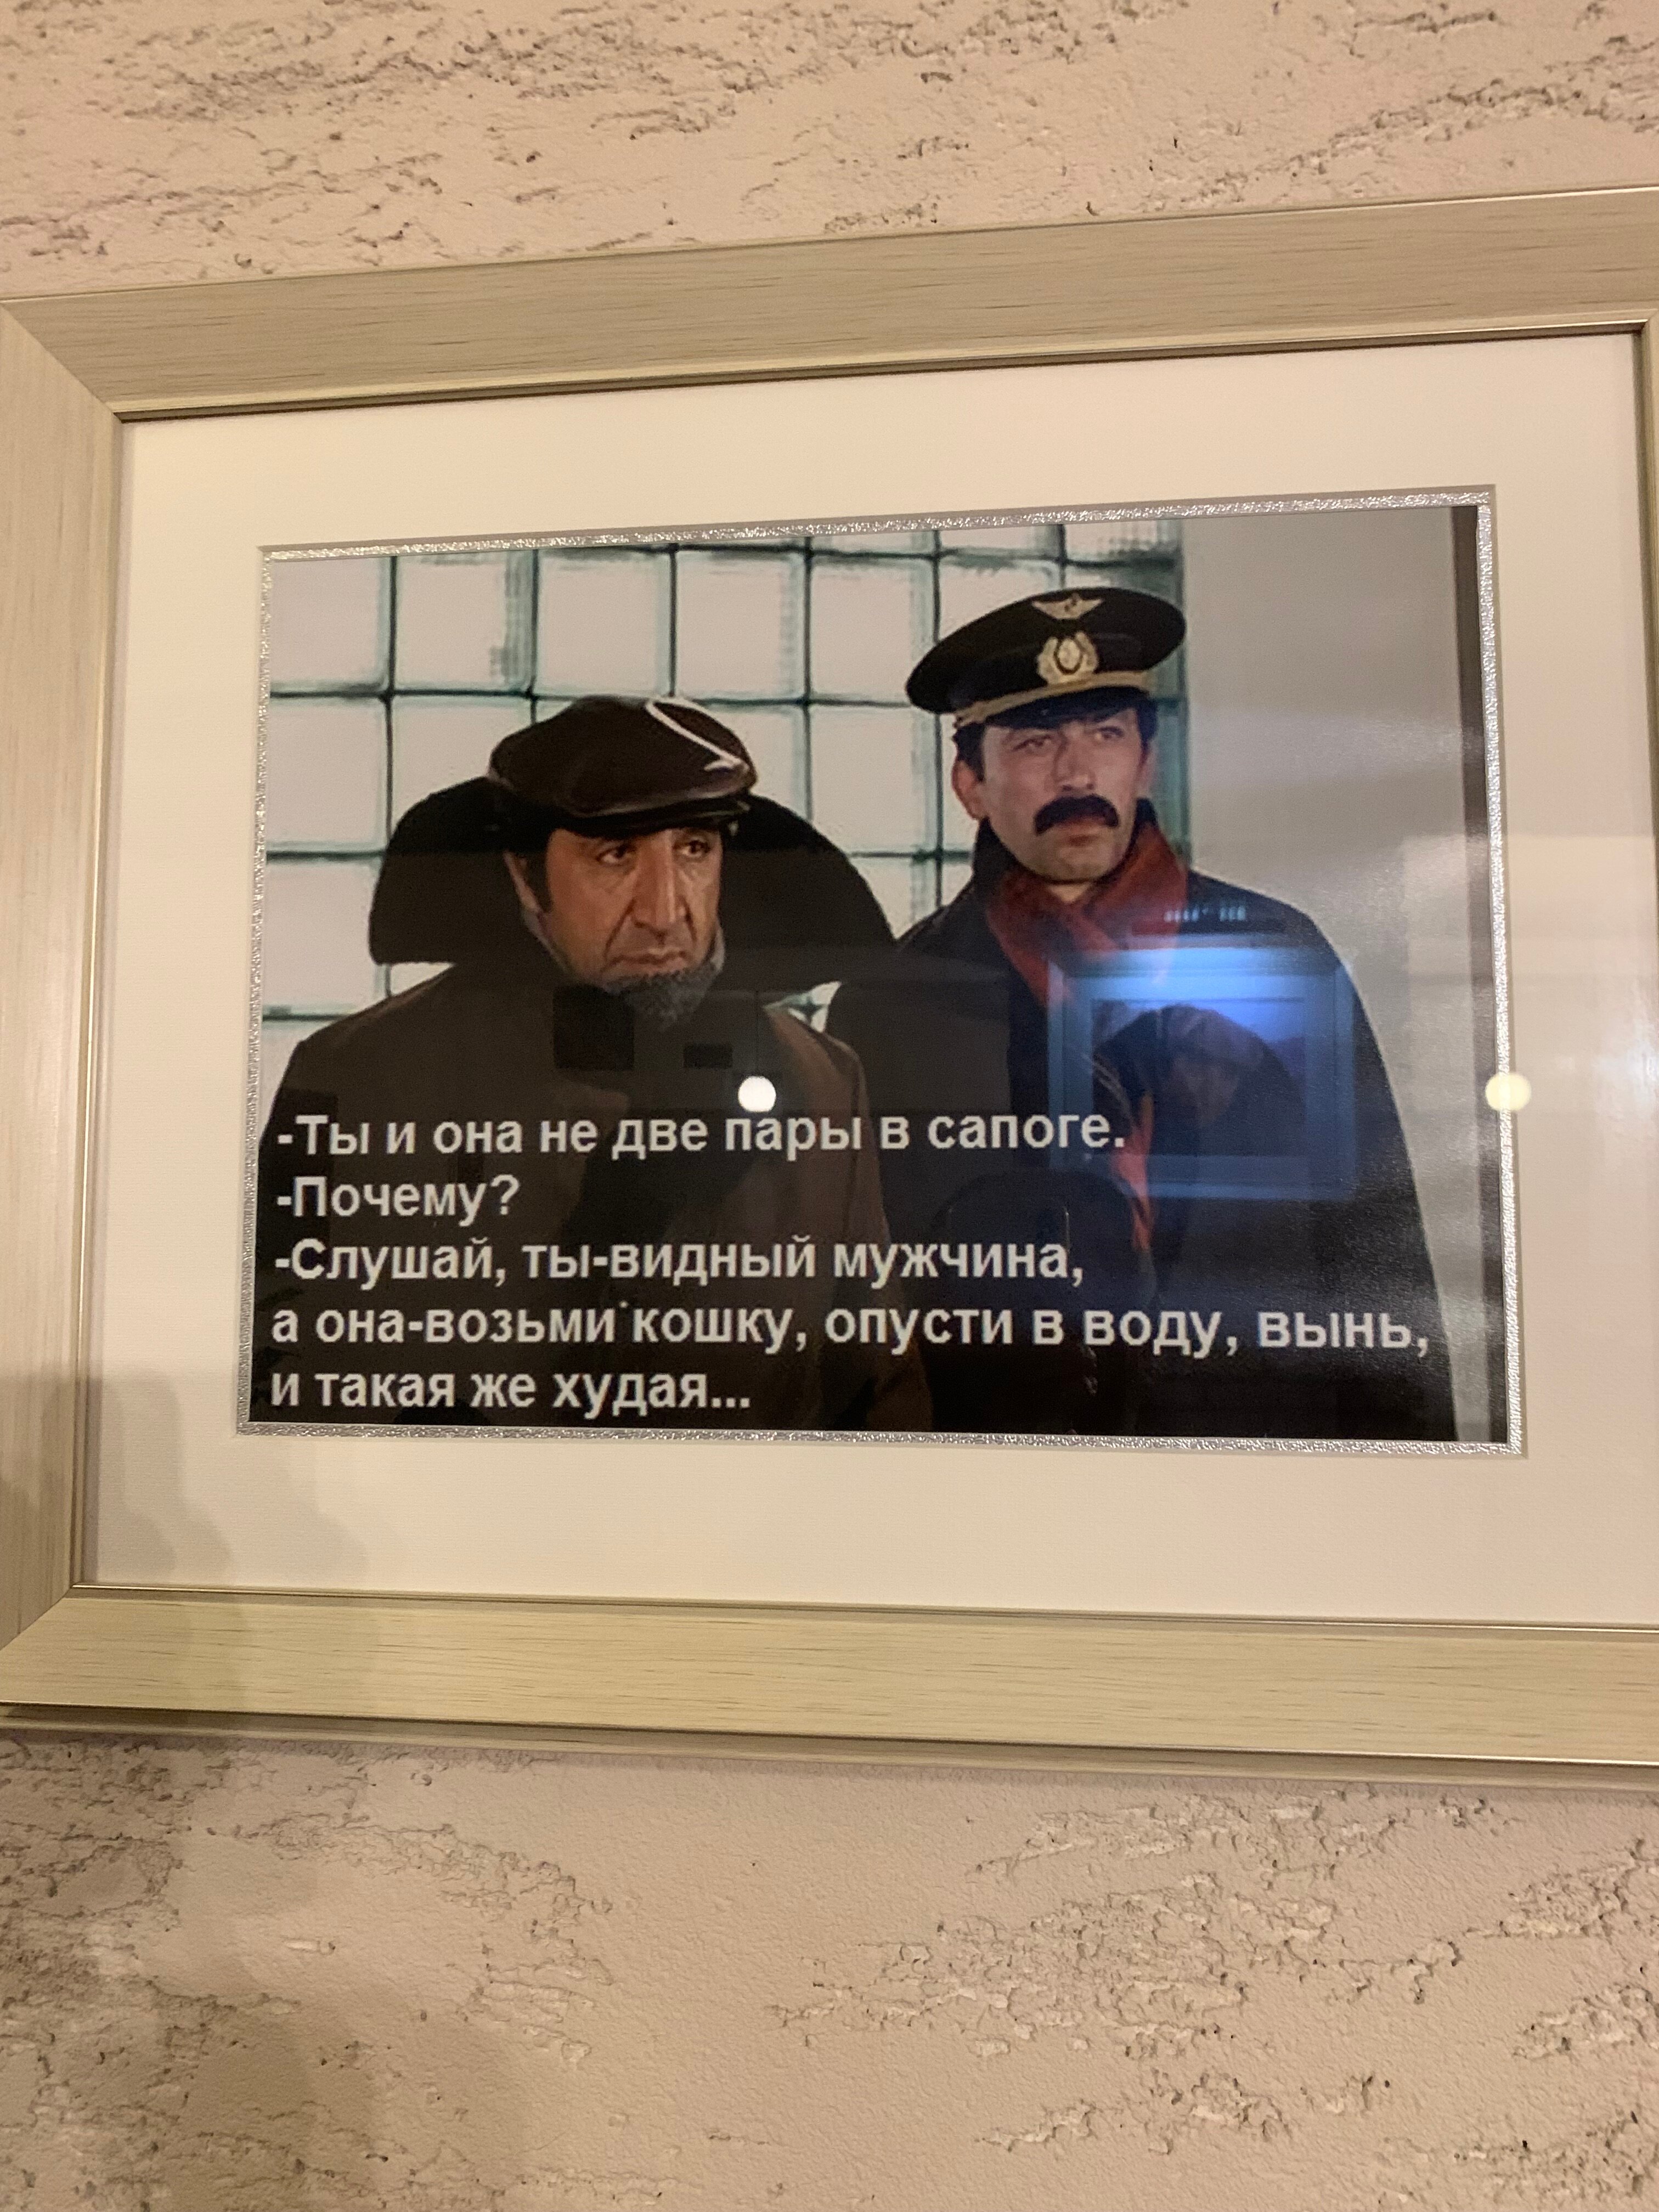 -Ты и она не две пары в сапоге.
-Почему?
-Слушай, ты-видный мужчина,
а она-возьми кошку, опусти в воду, вынь,
и такая же худая...